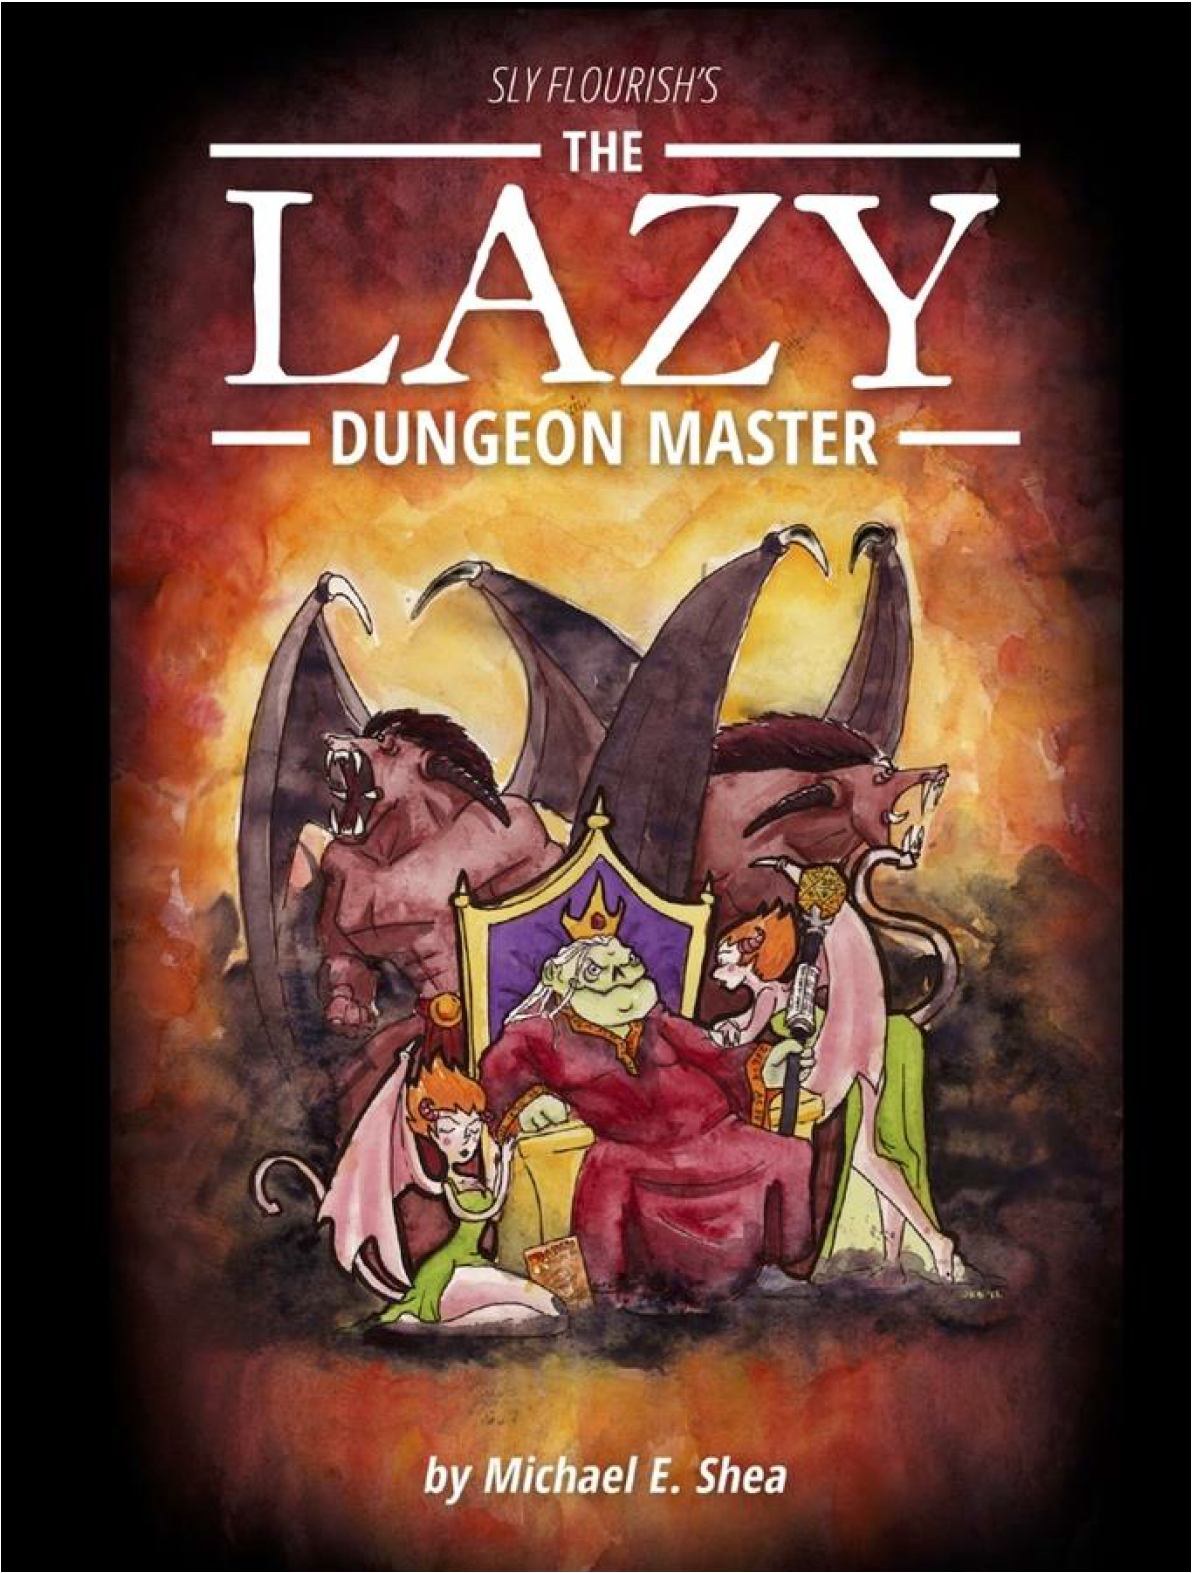 SLY FLOURISH'S
THE
LAZY
DUNGEON MASTER
by Michael E. Shea